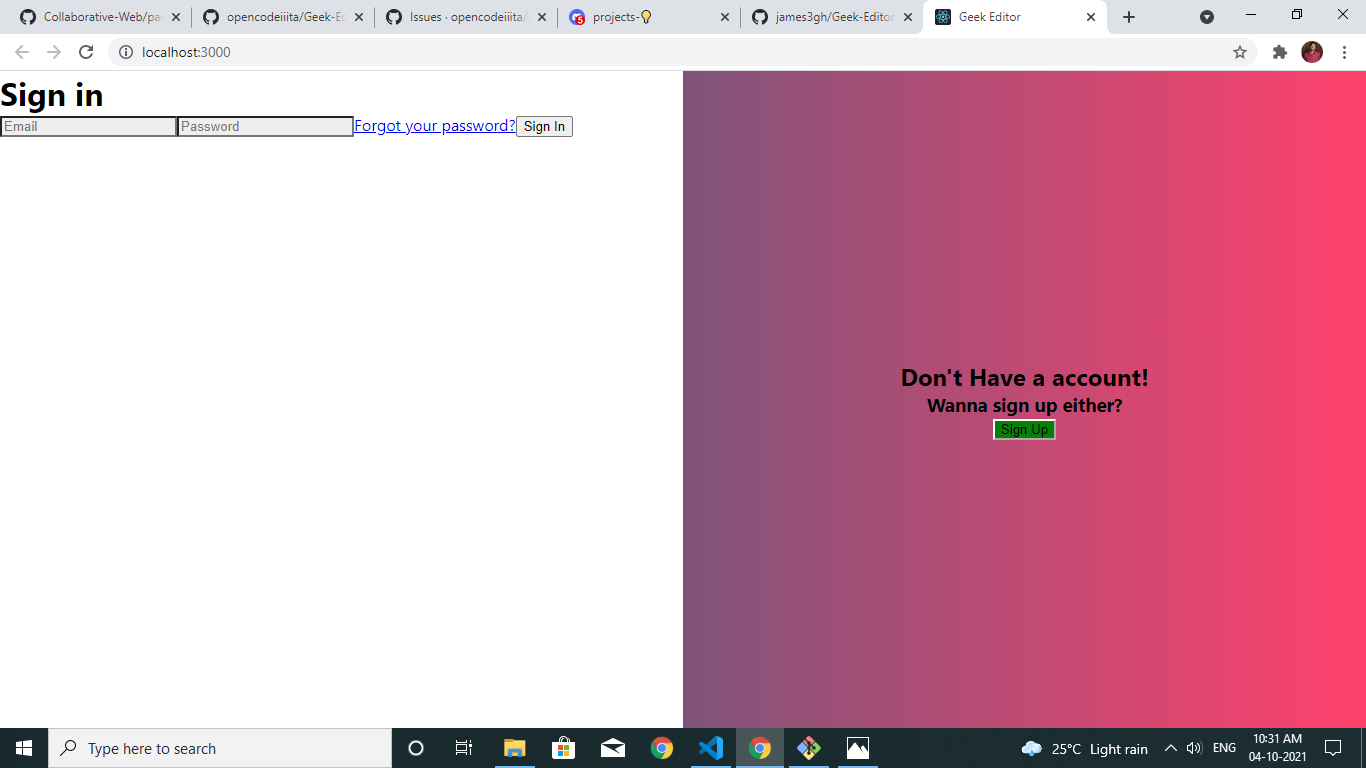 Collaborative-Web/pa
opencodeiiita/Geek-Ed
Issues · opencodeiiita/
projects-💡
james3gh/Geek-Editor
Geek Editor
localhost:3000
Sign in
Email
Password
Forgot your password?
Sign In
Don't Have a account!
Wanna sign up either?
Sign Up
Type here to search
25°C Light rain
ENG
10:31 AM
04-10-2021